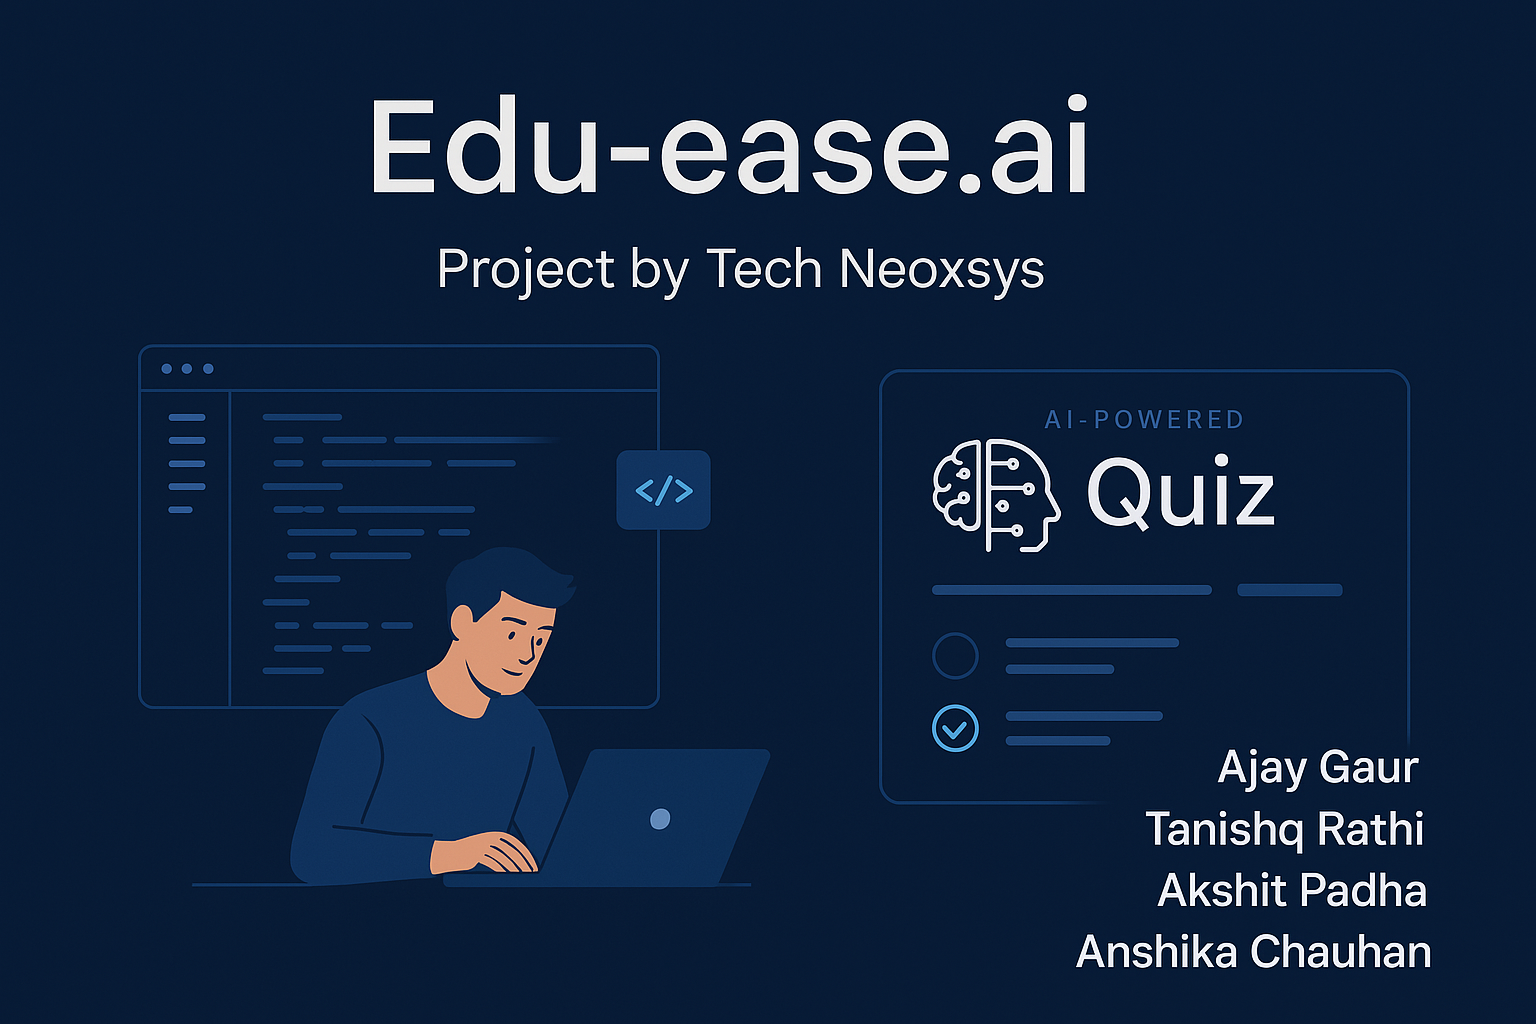 Edu-ease.ai
Project by Tech Neoxsys
</>
AI-POWERED
Quiz
Ajay Gaur
Tanishq Rathi
Akshit Padha
Anshika Chauhan